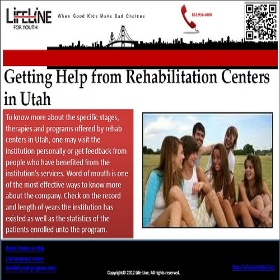 LIFELINE
FOR YOUTH
When Good Kids Make Bad Choices
Getting Help from Rehabilitation Centers
in Utah
To know more about the specific stages,
therapies and programs offered by rehab
centers in Utah, one may visit the
institution personally or get feedback from
people who have benefited from the
institution's services. Word of mouth is one
of the most effective ways to know more
about the company. Check on the record
and length of years the institution has
existed as well as the statistics of the
patients enrolled unto the program.
Copyright© 2012 Life-Line. All Rights Reserved